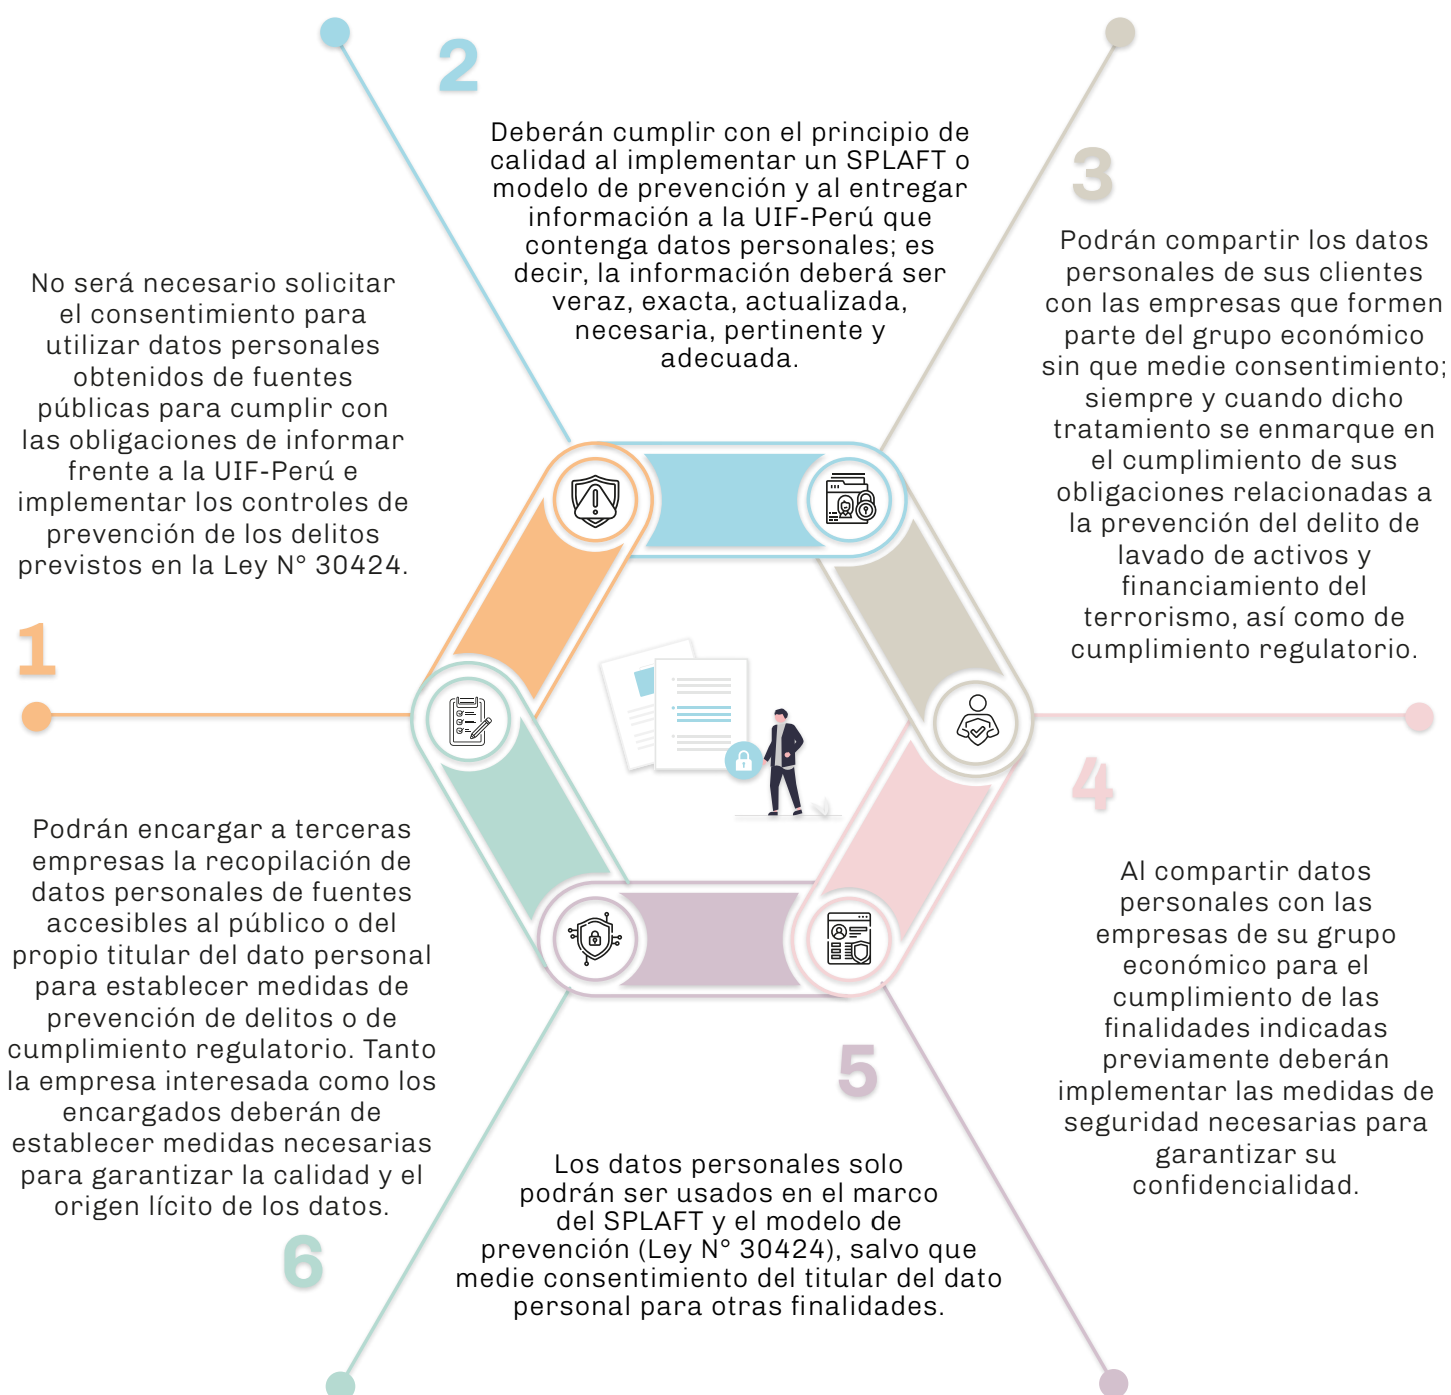 1
No será necesario solicitar
el consentimiento para
utilizar datos personales
obtenidos de fuentes
públicas para cumplir con
las obligaciones de informar
frente a la UIF-Perú e
implementar los controles de
prevención de los delitos
previstos en la Ley N° 30424.
2
Deberán cumplir con el principio de
calidad al implementar un SPLAFT o
modelo de prevención y al entregar
información a la UIF-Perú que
contenga datos personales; es
decir, la información deberá ser
veraz, exacta, actualizada,
necesaria, pertinente y
adecuada.
3
Podrán compartir los datos
personales de sus clientes
con las empresas que formen
parte del grupo económico
sin que medie consentimiento;
siempre y cuando dicho
tratamiento se enmarque en
el cumplimiento de sus
obligaciones relacionadas a
la prevención del delito de
lavado de activos y
financiamiento del
terrorismo, así como de
cumplimiento regulatorio.
4
Al compartir datos
personales con las
empresas de su grupo
económico para el
cumplimiento de las
finalidades indicadas
previamente deberán
implementar las medidas de
seguridad necesarias para
garantizar su
confidencialidad.
5
Los datos personales solo
podrán ser usados en el marco
del SPLAFT y el modelo de
prevención (Ley N° 30424), salvo que
medie consentimiento del titular del dato
personal para otras finalidades.
6
Podrán encargar a terceras
empresas la recopilación de
datos personales de fuentes
accesibles al público o del
propio titular del dato personal
para establecer medidas de
prevención de delitos o de
cumplimiento regulatorio. Tanto
la empresa interesada como los
encargados deberán de
establecer medidas necesarias
para garantizar la calidad y el
origen lícito de los datos.